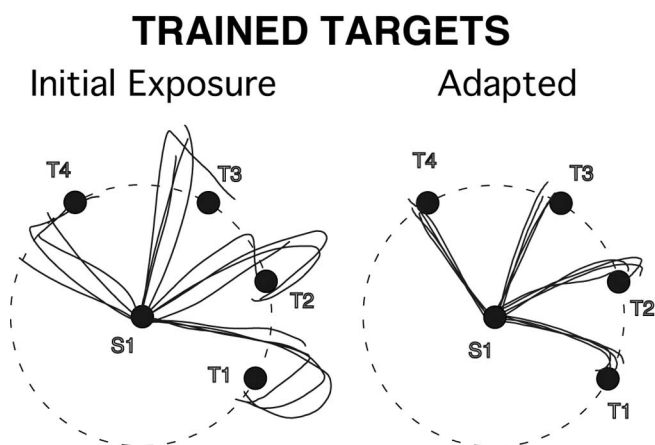 TRAINED TARGETS
Initial Exposure
Adapted
T4
T3
T2
T1
S1
T4
T3
T2
T1
S1